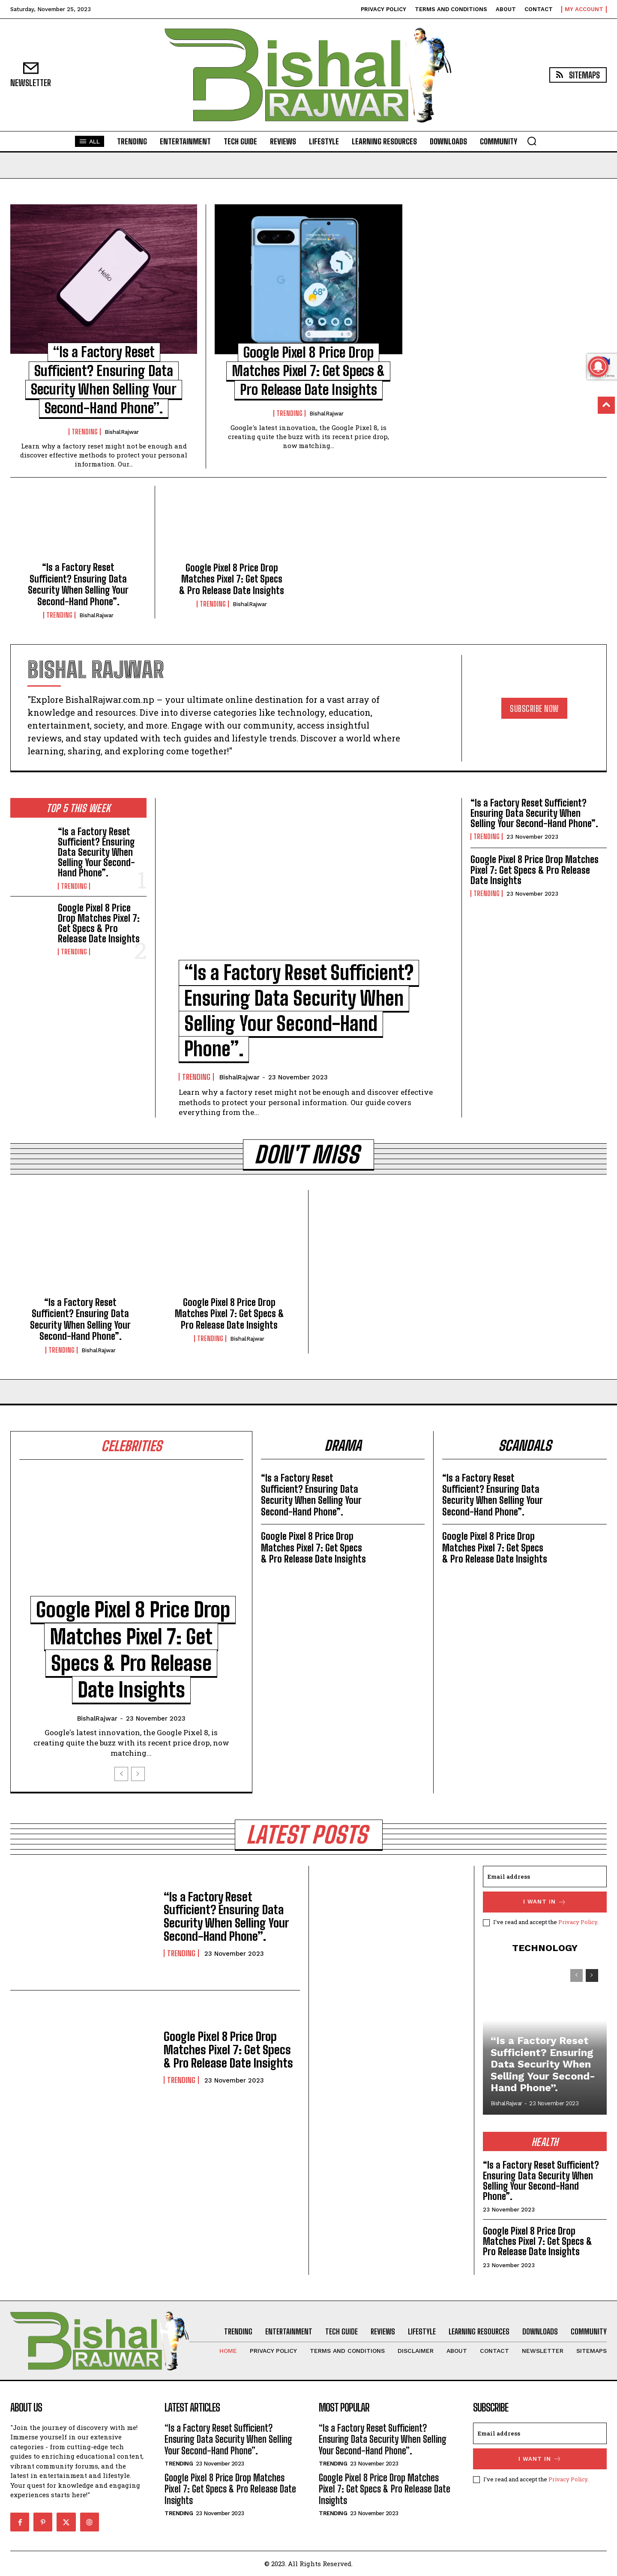 Saturday, November 25, 2023
PRIVACY POLICY TERMS AND CONDITIONS ABOUT CONTACT MY ACCOUNT
NEWSLETTER
Bishal
RAJWAR
SITEMAPS
ALL TRENDING ENTERTAINMENT TECH GUIDE REVIEWS LIFESTYLE LEARNING RESOURCES DOWNLOADS COMMUNITY
Hello
68°
“Is a Factory Reset
Sufficient? Ensuring Data
Security When Selling Your
Second-Hand Phone”.
TRENDING BishalRajwar
Learn why a factory reset might not be enough and
discover effective methods to protect your personal
information. Our...
Google Pixel 8 Price Drop
Matches Pixel 7: Get Specs &
Pro Release Date Insights
TRENDING BishalRajwar
Google's latest innovation, the Google Pixel 8, is
creating quite the buzz with its recent price drop,
now matching...
“Is a Factory Reset
Sufficient? Ensuring Data
Security When Selling Your
Second-Hand Phone”.
TRENDING BishalRajwar
Google Pixel 8 Price Drop
Matches Pixel 7: Get Specs
& Pro Release Date Insights
TRENDING BishalRajwar
BISHAL RAJWAR
"Explore BishalRajwar.com.np – your ultimate online destination for a vast array of
knowledge and resources. Dive into diverse categories like technology, education,
entertainment, society, and more. Engage with our community, access insightful
reviews, and stay updated with tech guides and lifestyle trends. Discover a world where
learning, sharing, and exploring come together!"
SUBSCRIBE NOW
TOP 5 THIS WEEK
“Is a Factory Reset
Sufficient? Ensuring
Data Security When
Selling Your Second-
Hand Phone”.
TRENDING
1
Google Pixel 8 Price
Drop Matches Pixel 7:
Get Specs & Pro
Release Date Insights
TRENDING
2
“Is a Factory Reset Sufficient?
Ensuring Data Security When
Selling Your Second-Hand
Phone”.
TRENDING BishalRajwar - 23 November 2023
Learn why a factory reset might not be enough and discover effective
methods to protect your personal information. Our guide covers
everything from the...
“Is a Factory Reset Sufficient?
Ensuring Data Security When
Selling Your Second-Hand Phone”.
TRENDING 23 November 2023
Google Pixel 8 Price Drop Matches
Pixel 7: Get Specs & Pro Release
Date Insights
TRENDING 23 November 2023
DON'T MISS
“Is a Factory Reset
Sufficient? Ensuring Data
Security When Selling Your
Second-Hand Phone”.
TRENDING BishalRajwar
Google Pixel 8 Price Drop
Matches Pixel 7: Get Specs &
Pro Release Date Insights
TRENDING BishalRajwar
CELEBRITIES
Google Pixel 8 Price Drop
Matches Pixel 7: Get
Specs & Pro Release
Date Insights
BishalRajwar - 23 November 2023
Google's latest innovation, the Google Pixel 8, is
creating quite the buzz with its recent price drop, now
matching...
DRAMA
“Is a Factory Reset
Sufficient? Ensuring Data
Security When Selling Your
Second-Hand Phone”.
Google Pixel 8 Price Drop
Matches Pixel 7: Get Specs
& Pro Release Date Insights
SCANDALS
“Is a Factory Reset
Sufficient? Ensuring Data
Security When Selling Your
Second-Hand Phone”.
Google Pixel 8 Price Drop
Matches Pixel 7: Get Specs
& Pro Release Date Insights
LATEST POSTS
“Is a Factory Reset
Sufficient? Ensuring Data
Security When Selling Your
Second-Hand Phone”.
TRENDING 23 November 2023
Google Pixel 8 Price Drop
Matches Pixel 7: Get Specs
& Pro Release Date Insights
TRENDING 23 November 2023
Email address
I WANT IN
I've read and accept the Privacy Policy.
TECHNOLOGY
“Is a Factory Reset
Sufficient? Ensuring
Data Security When
Selling Your Second-
Hand Phone”.
BishalRajwar - 23 November 2023
HEALTH
“Is a Factory Reset Sufficient?
Ensuring Data Security When
Selling Your Second-Hand
Phone”.
23 November 2023
Google Pixel 8 Price Drop
Matches Pixel 7: Get Specs &
Pro Release Date Insights
23 November 2023
Bishal
RAJWAR
TRENDING ENTERTAINMENT TECH GUIDE REVIEWS LIFESTYLE LEARNING RESOURCES DOWNLOADS COMMUNITY
HOME PRIVACY POLICY TERMS AND CONDITIONS DISCLAIMER ABOUT CONTACT NEWSLETTER SITEMAPS
ABOUT US
"Join the journey of discovery with me!
Immerse yourself in our extensive
categories - from cutting-edge tech
guides to enriching educational content,
vibrant community forums, and the
latest in entertainment and lifestyle.
Your quest for knowledge and engaging
experiences starts here!"
LATEST ARTICLES
“Is a Factory Reset Sufficient?
Ensuring Data Security When Selling
Your Second-Hand Phone”.
TRENDING 23 November 2023
Google Pixel 8 Price Drop Matches
Pixel 7: Get Specs & Pro Release Date
Insights
TRENDING 23 November 2023
MOST POPULAR
“Is a Factory Reset Sufficient?
Ensuring Data Security When Selling
Your Second-Hand Phone”.
TRENDING 23 November 2023
Google Pixel 8 Price Drop Matches
Pixel 7: Get Specs & Pro Release Date
Insights
TRENDING 23 November 2023
SUBSCRIBE
Email address
I WANT IN
I've read and accept the Privacy Policy.
© 2023. All Rights Reserved.